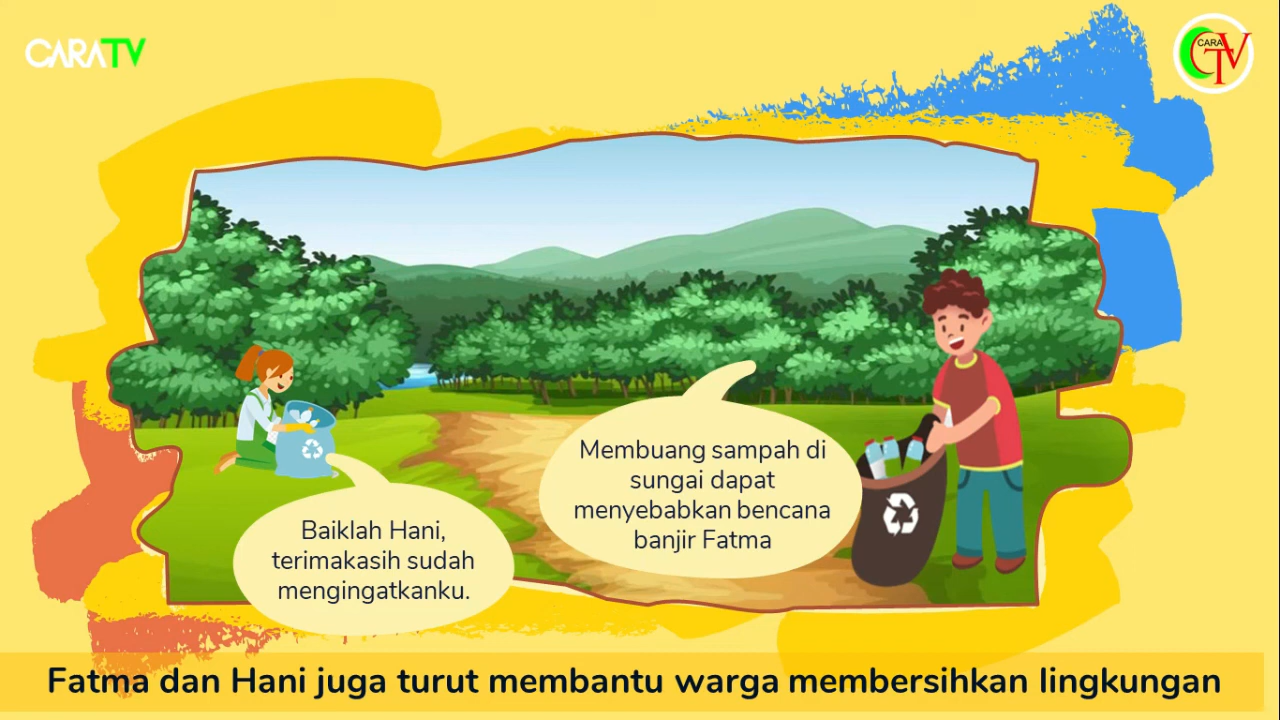 CARATV
CARA
TV
Membuang sampah di
sungai dapat
menyebabkan bencana
banjir Fatma
Baiklah Hani,
terimakasih sudah
mengingatkanku.
Fatma dan Hani juga turut membantu warga membersihkan lingkungan